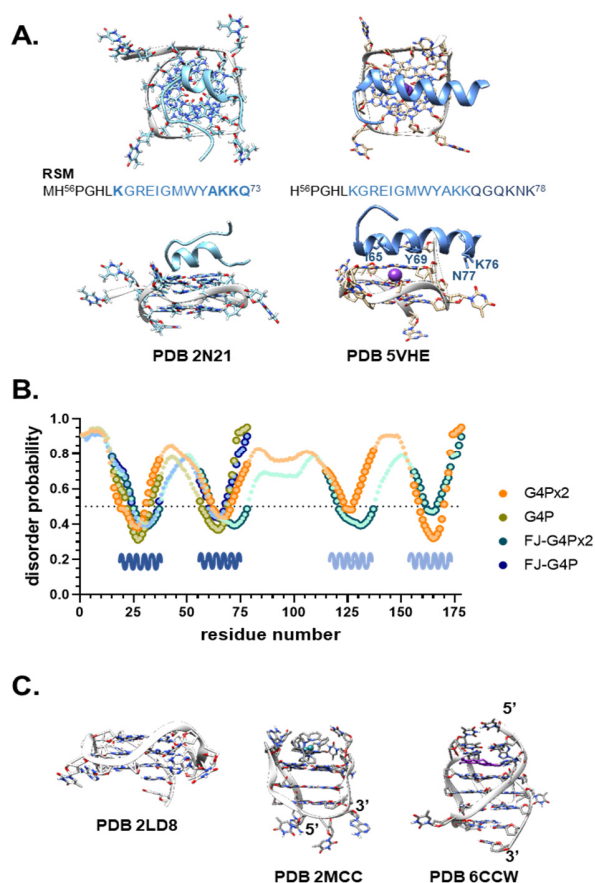 A.
RSM
MH56PGHLKGREIGMWYAKKQ73
H56PGHLKGREIGMWYAKKQGQKNK78
I65
Y69
K76
N77
PDB 2N21
PDB 5VHE
B.
disorder probability
1.0
0.8
0.6
0.4
0.2
0.0
0
25
50
75
100
125
150
175
residue number
G4Px2
G4P
FJ-G4Px2
FJ-G4P
C.
5’
3’
5’
3’
PDB 2LD8
PDB 2MCC
PDB 6CCW